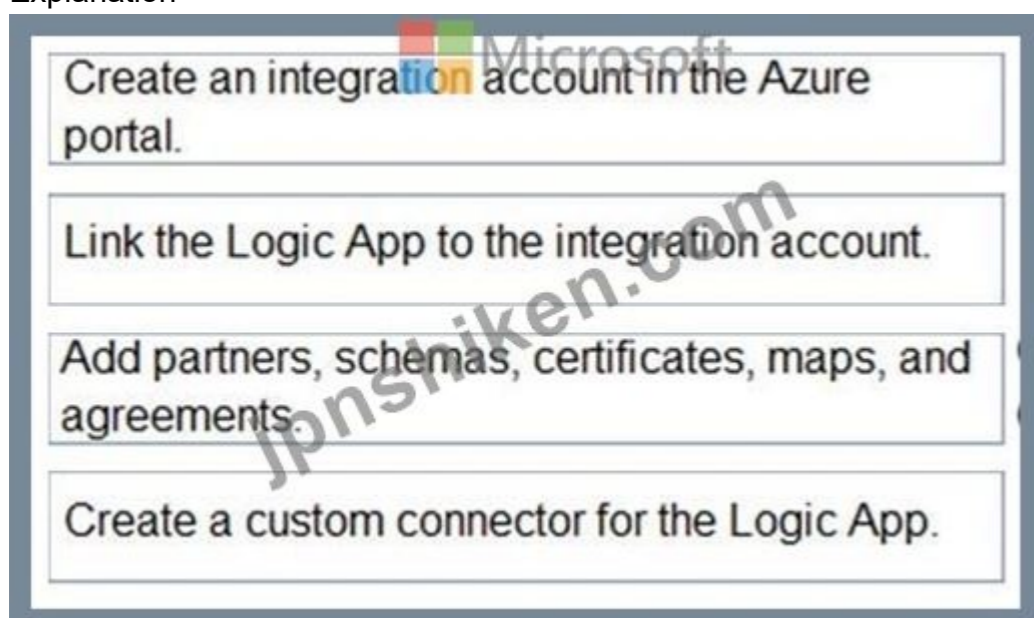 Explanation
Microsoft
Create an integration account in the Azure
portal.
Link the Logic App to the integration account.
Add partners, schemas, certificates, maps, and
agreements.
jpnshiken.com
Create a custom connector for the Logic App.